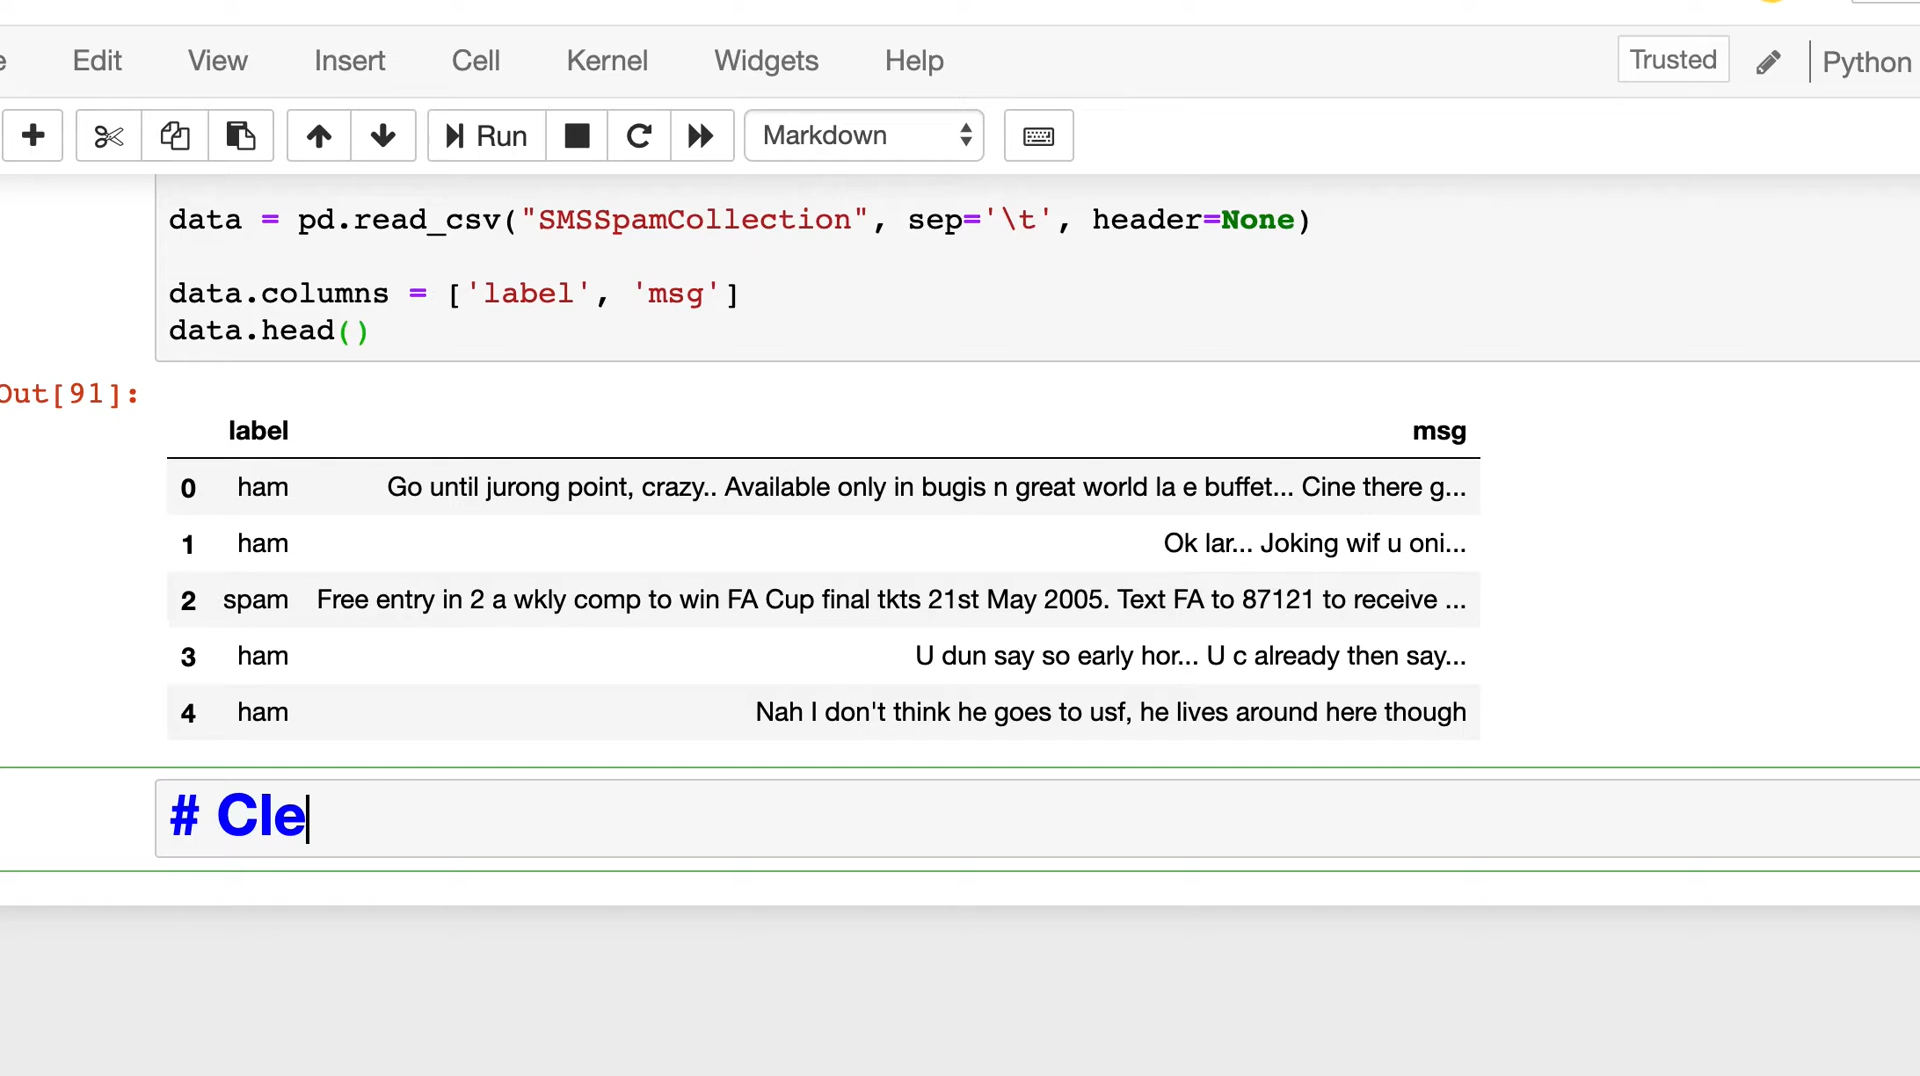 Edit View Insert Cell Kernel Widgets Help Trusted Python
Run Markdown
data = pd.read_csv("SMSSpamCollection", sep='\t', header=None)
data.columns = ['label', 'msg']
data.head()
Out[91]:
label msg
0 ham Go until jurong point, crazy.. Available only in bugis n great world la e buffet... Cine there g...
1 ham Ok lar... Joking wif u oni...
2 spam Free entry in 2 a wkly comp to win FA Cup final tkts 21st May 2005. Text FA to 87121 to receive ...
3 ham U dun say so early hor... U c already then say...
4 ham Nah I don't think he goes to usf, he lives around here though
# Cle